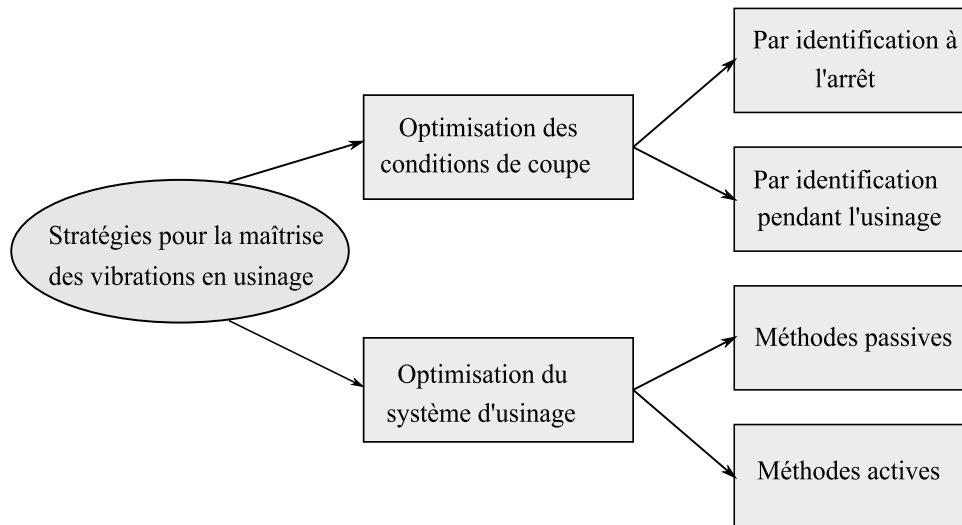 Stratégies pour la maîtrise
des vibrations en usinage
Optimisation des
conditions de coupe
Par identification à
l'arrêt
Par identification
pendant l'usinage
Optimisation du
système d'usinage
Méthodes passives
Méthodes actives